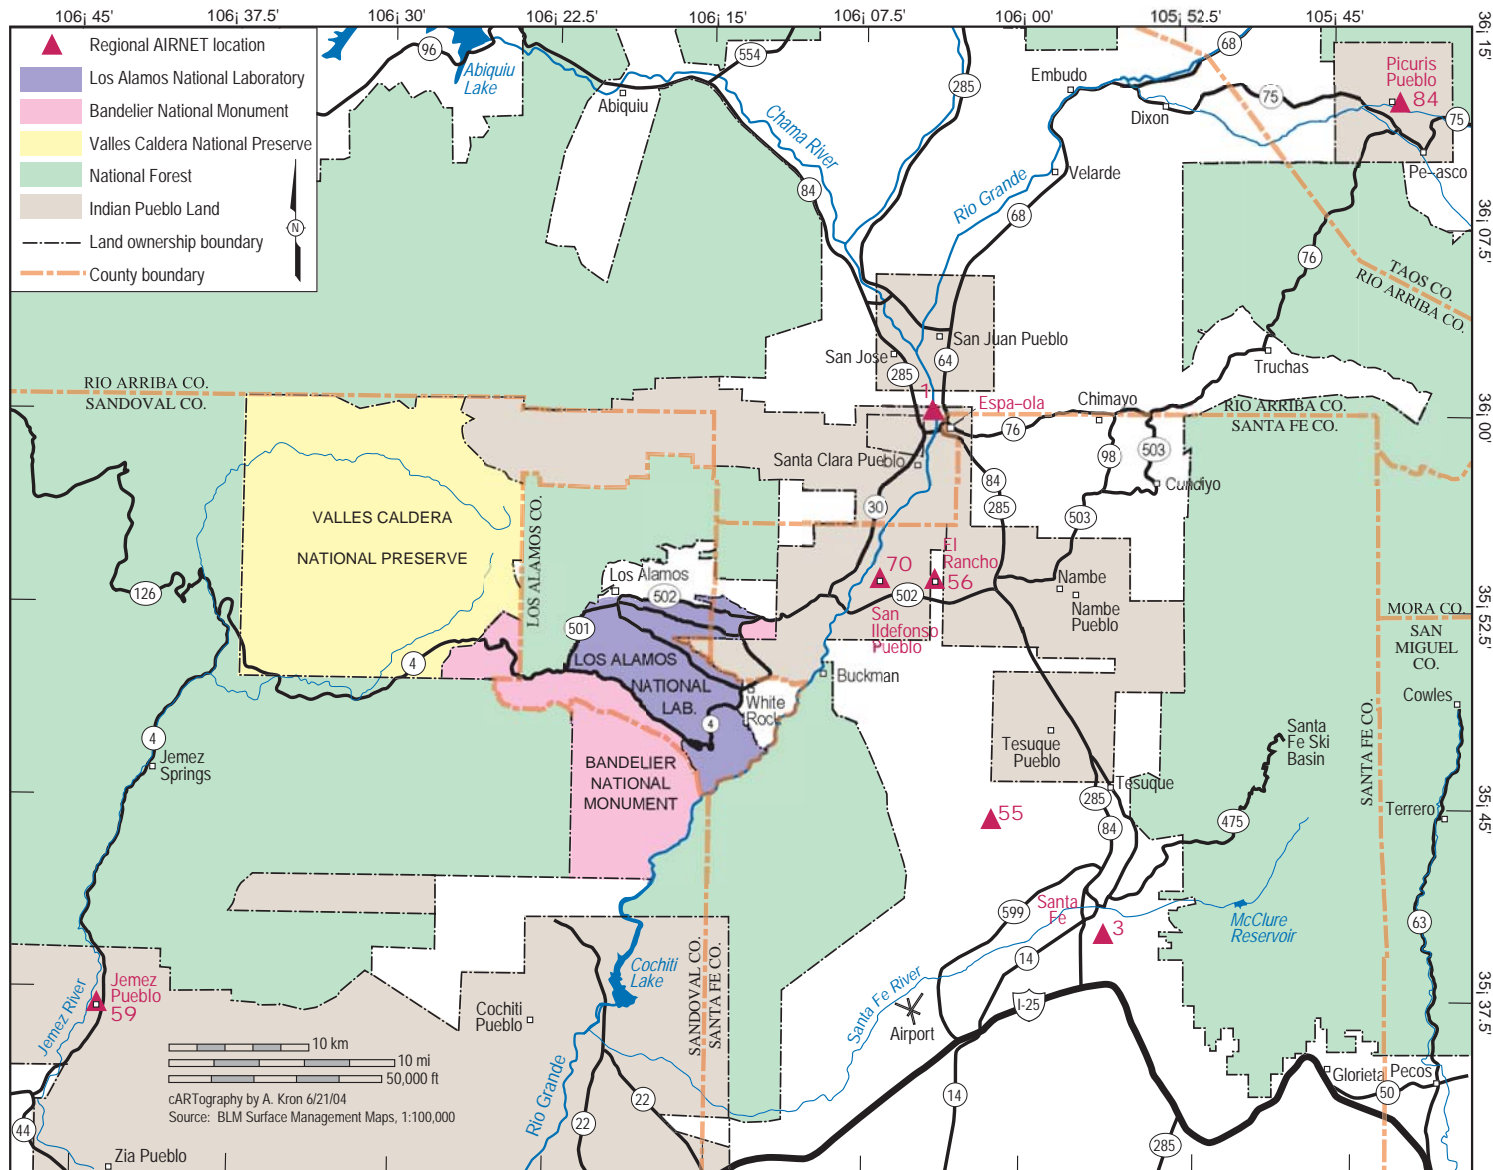 106¡ 45'
106¡ 37.5'
106¡ 30'
106¡ 22.5'
106¡ 15'
106¡ 07.5'
106¡ 00'
105¡ 52.5'
105¡ 45'
36¡ 15'
36¡ 07.5'
36¡ 00'
35¡ 52.5'
35¡ 45'
35¡ 37.5'
Regional AIRNET location
Los Alamos National Laboratory
Bandelier National Monument
Valles Caldera National Preserve
National Forest
Indian Pueblo Land
Land ownership boundary
County boundary
N
96
Abiquiu
Lake
554
Abiquiu
Chama River
84
285
68
Embudo
Dixon
75
Picuris
Pueblo
84
75
Pe–asco
Velarde
Rio Grande
68
76
TAOS CO.
RIO ARRIBA CO.
San Juan Pueblo
San Jose
285
64
Truchas
RIO ARRIBA CO.
SANDOVAL CO.
1
Espa–ola
Chimayo
RIO ARRIBA CO.
SANTA FE CO.
76
98
503
Cundiyo
Santa Clara Pueblo
84
285
30
503
VALLES CALDERA
NATIONAL PRESERVE
LOS ALAMOS CO.
126
Los Alamos
502
501
70
El
Rancho
56
502
San
Ildefonso
Pueblo
Nambe
Nambe
Pueblo
MORA CO.
SAN
MIGUEL
CO.
4
LOS ALAMOS
NATIONAL
LAB.
4
White
Rock
Buckman
Cowles
SANTA FE CO.
4
Jemez
Springs
Tesuque
Pueblo
Tesuque
Santa
Fe Ski
Basin
BANDELIER
NATIONAL
MONUMENT
55
285
84
475
Terrero
Santa
Fe
3
599
14
McClure
Reservoir
63
Jemez
Pueblo
59
Jemez River
Cochiti
Lake
Cochiti
Pueblo
SANDOVAL CO.
SANTA FE CO.
Santa Fe River
Airport
I-25
10 km
10 mi
50,000 ft
cARTography by A. Kron 6/21/04
Source: BLM Surface Management Maps, 1:100,000
Rio Grande
22
22
14
285
Glorieta
Pecos
50
44
Zia Pueblo